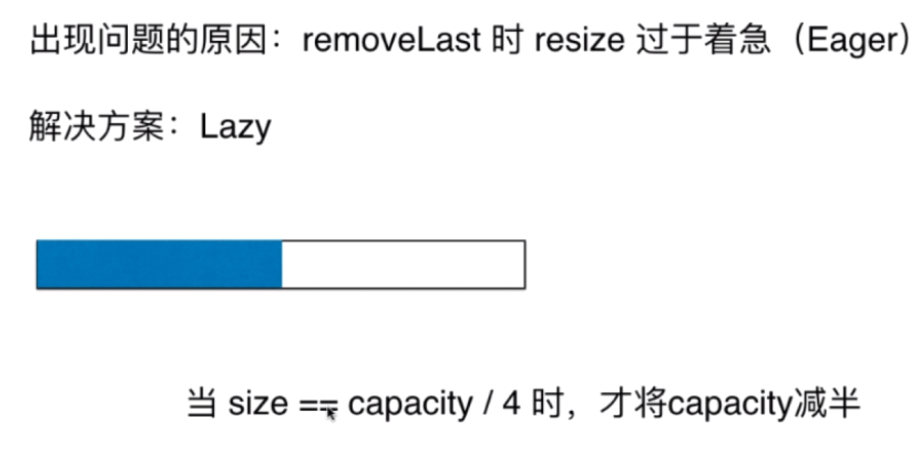 出现问题的原因：removeLast 时 resize 过于着急（Eager）
解决方案：Lazy
当 size == capacity / 4 时，才将capacity减半